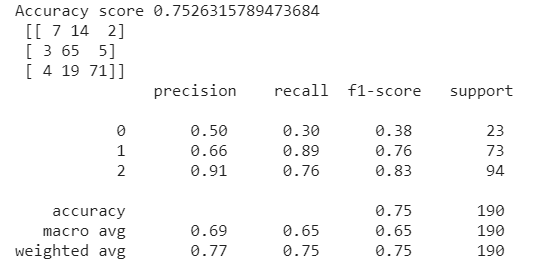 Accuracy score 0.7526315789473684
[[ 7 14  2]
[ 3 65  5]
[ 4 19 71]]
precision recall f1-score support
0 0.50 0.30 0.38 23
1 0.66 0.89 0.76 73
2 0.91 0.76 0.83 94
accuracy 0.75 190
macro avg 0.69 0.65 0.65 190
weighted avg 0.77 0.75 0.75 190